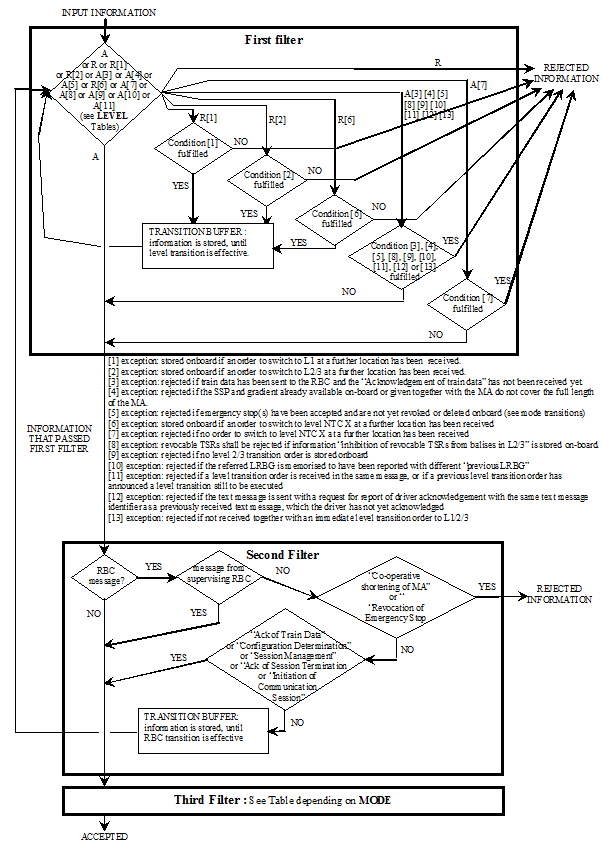 INPUT INFORMATION
First filter
A
or R or R[1]
or R[2] or A[3] or A[4] or
A[5] or R[6] or A[7] or
A[8] or A[9] or A[10] or
A[11]
(see LEVEL
Tables)
A
R
REJECTED
INFORMATION
A[7]
A[3] [4] [5]
[8] [9] [10]
[11] [12] [13]
R[1]
R[2]
R[6]
Condition [1]
fulfilled
NO
YES
Condition [2]
fulfilled
NO
YES
Condition [6]
fulfilled
NO
YES
TRANSITION BUFFER :
information is stored, until
level transition is effective.
Condition [3], [4],
[5], [8], [9], [10],
[11], [12] or [13]
fulfilled
YES
NO
Condition [7]
fulfilled
YES
NO
[1] exception: stored onboard if an order to switch to L1 at a further location has been received.
[2] exception: stored onboard if an order to switch to L2/3 at a further location has been received.
[3] exception: rejected if train data has been sent to the RBC and the "Acknowledgement of train data" has not been received yet.
[4] exception: rejected if the SSP and gradient already available on-board or given together with the MA do not cover the full length
of the MA.
[5] exception: rejected if emergency stop(s) have been accepted and are not yet revoked or deleted onboard (see mode transitions)
[6] exception: stored onboard if an order to switch to level NTC X at a further location has been received
[7] exception: rejected if no order to switch to level NTC X at a further location has been received
[8] exception: revocable TSRs shall be rejected if information "inhibition of revocable TSRs from balises in L2/3" is stored on-board.
[9] exception: rejected if no level 2/3 transition order is stored onboard
[10] exception: rejected if the referred LRBG is memorised to have been reported with different "previous LRBG"
[11] exception: rejected if a level transition order is received in the same message, or if a previous level transition order has
announced a level transition still to be executed
[12] exception: rejected if the text message is sent with a request for report of driver acknowledgement with the same text message
identifier as a previously received text message, which the driver has not yet acknowledged
[13] exception: rejected if not received together with an immediate level transition order to L1/2/3
INFORMATION
THAT PASSED
FIRST FILTER
Second Filter
RBC
message?
YES
NO
message from
supervising RBC
NO
YES
"Co-operative
shortening of MA"
or "
"Revocation of
Emergency Stop
YES
REJECTED
INFORMATION
NO
"Ack of Train Data"
or "Configuration Determination"
or "Session Management"
or "Ack of Session Termination
or "Initiation of
Communication
Session"
YES
NO
TRANSITION BUFFER:
information is stored, until
RBC transition is effective
Third Filter : See Table depending on MODE
ACCEPTED